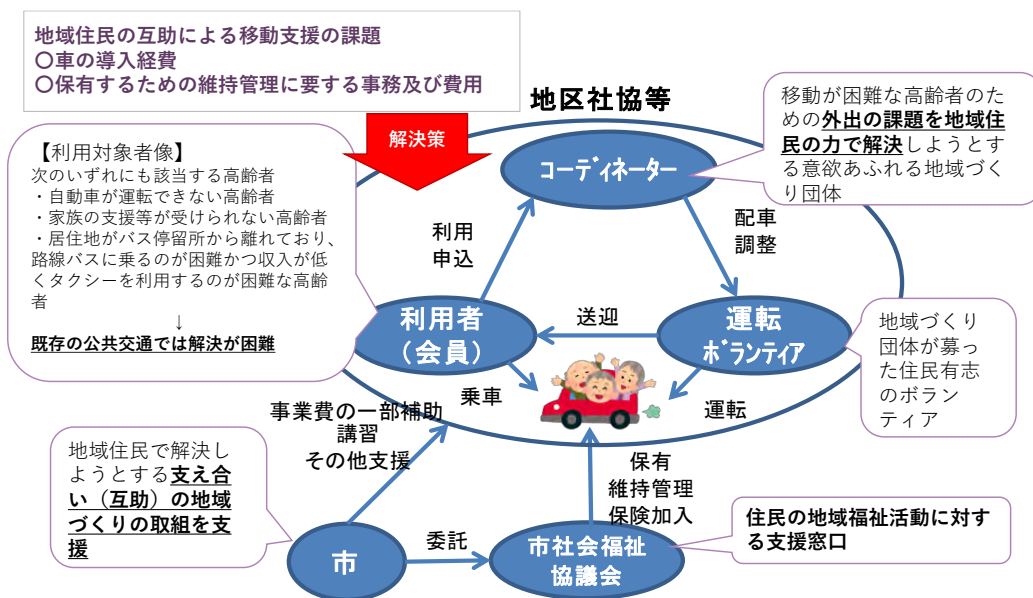 地域住民の互助による移動支援の課題
〇車の導入経費
〇保有するための維持管理に要する事務及び費用
解決策
地区社協等
移動が困難な高齢者のた
めの外出の課題を地域住
民の力で解決しようとす
る意欲あふれる地域づく
り団体
【利用対象者像】
次のいずれにも該当する高齢者
・自動車が運転できない高齢者
・家族の支援等が受けられない高齢者
・居住地がバス停留所から離れており、
路線バスに乗るのが困難かつ収入が低
くタクシーを利用するのが困難な高齢
者
↓
既存の公共交通では解決が困難
コーディネーター
利用
申込
配車
調整
利用者
（会員）
送迎
運転
ボランティア
地域づくり
団体が募っ
た住民有志
のボラン
ティア
乗車
運転
事業費の一部補助
講習
その他支援
地域住民で解決し
ようとする支え合
い（互助）の地域
づくりの取組を支
援
保有
維持管理
保険加入
市
委託
市社会福祉
協議会
住民の地域福祉活動に対す
る支援窓口